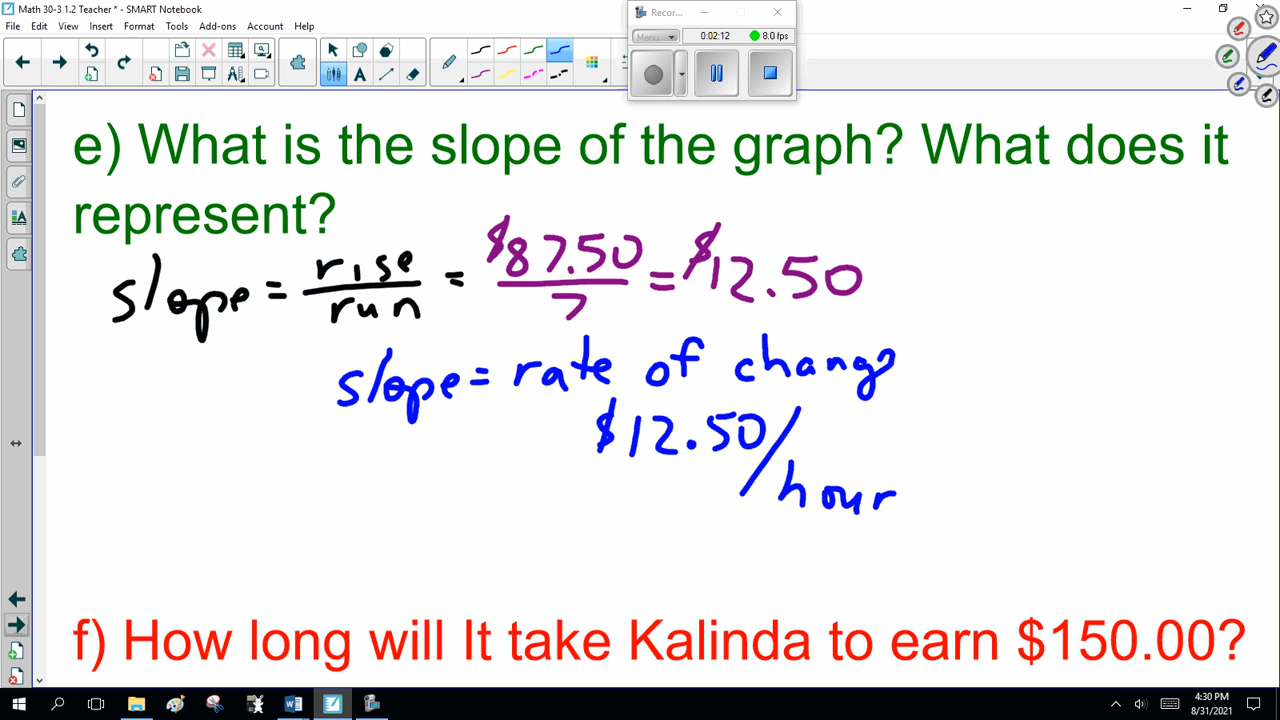 Math 30-3 1.2 Teacher * - SMART Notebook
File Edit View Insert Format Tools Add-ons Account Help
Recor...
Menu 0:02:12 8.0 fps
e) What is the slope of the graph? What does it
represent?
slope = rise/run = $87.50/7 = $12.50
slope = rate of change
$12.50/
hour
f) How long will It take Kalinda to earn $150.00?
4:30 PM
8/31/2021